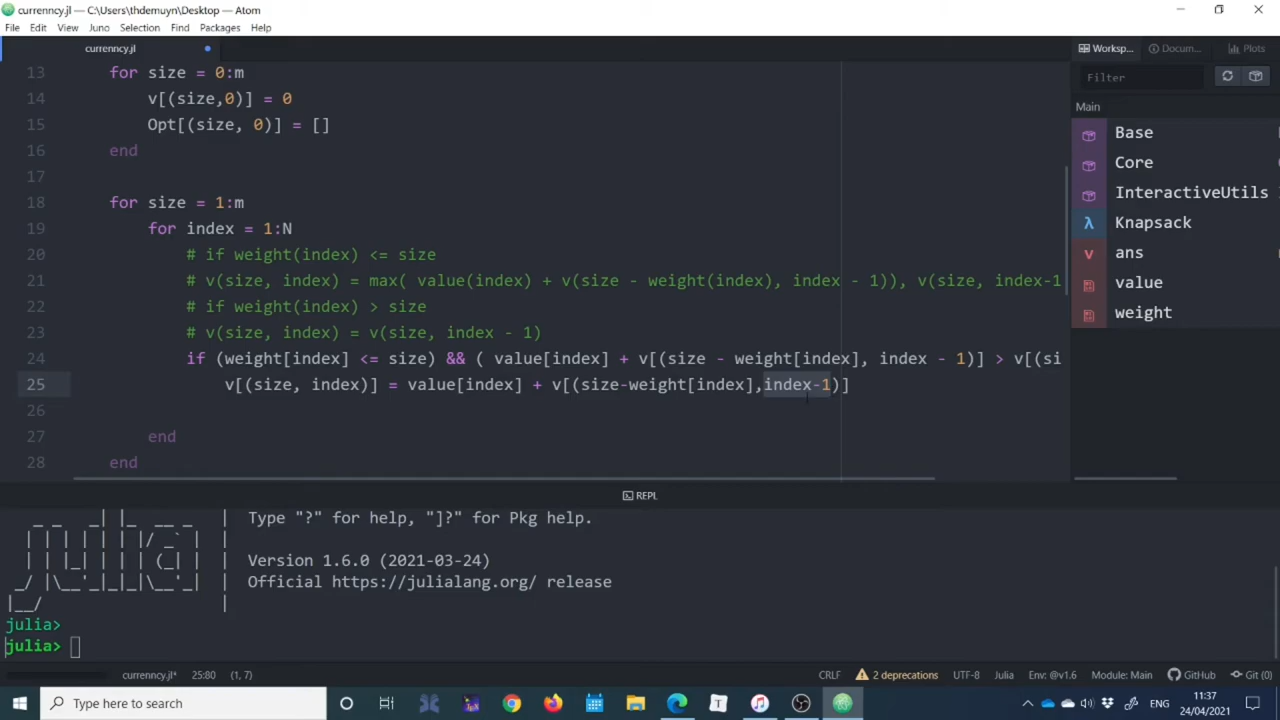 currenncy.jl — C:\Users\thdemuyn\Desktop — Atom
File Edit View Juno Selection Find Packages Help
currenncy.jl
Worksp... Docum... Plots
13 for size = 0:m
14 v[(size,0)] = 0
15 Opt[(size, 0)] = []
16 end
17
18 for size = 1:m
19 for index = 1:N
20 # if weight(index) <= size
21 # v(size, index) = max( value(index) + v(size - weight(index), index - 1)), v(size, index-1
22 # if weight(index) > size
23 # v(size, index) = v(size, index - 1)
24 if (weight[index] <= size) && ( value[index] + v[(size - weight[index], index - 1)] > v[(si
25 v[(size, index)] = value[index] + v[(size-weight[index],index-1)]
26
27 end
28 end
Filter
Main
Base
Core
InteractiveUtils
λ Knapsack
v ans
value
weight
REPL
Type "?" for help, "]?" for Pkg help.
Version 1.6.0 (2021-03-24)
Official https://julialang.org/ release
julia>
julia>
currenncy.jl* 25:80 (1, 7) CRLF 2 deprecations UTF-8 Julia Env: @v1.6 Module: Main GitHub Git (0)
Type here to search
ENG
11:37
24/04/2021